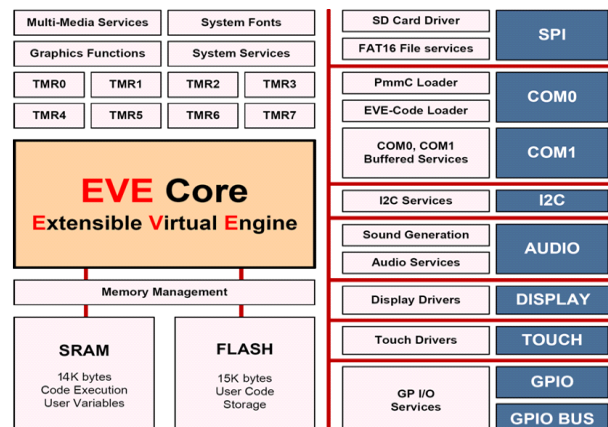 Multi-Media Services
System Fonts
Graphics Functions
System Services
TMR0
TMR1
TMR2
TMR3
TMR4
TMR5
TMR6
TMR7
EVE Core
Extensible Virtual Engine
Memory Management
SRAM
14K bytes
Code Execution
User Variables
FLASH
15K bytes
User Code
Storage
SD Card Driver
FAT16 File services
SPI
PmmC Loader
EVE-Code Loader
COM0
COM0, COM1
Buffered Services
COM1
I2C Services
I2C
Sound Generation
Audio Services
AUDIO
Display Drivers
DISPLAY
Touch Drivers
TOUCH
GP I/O
Services
GPIO
GPIO BUS